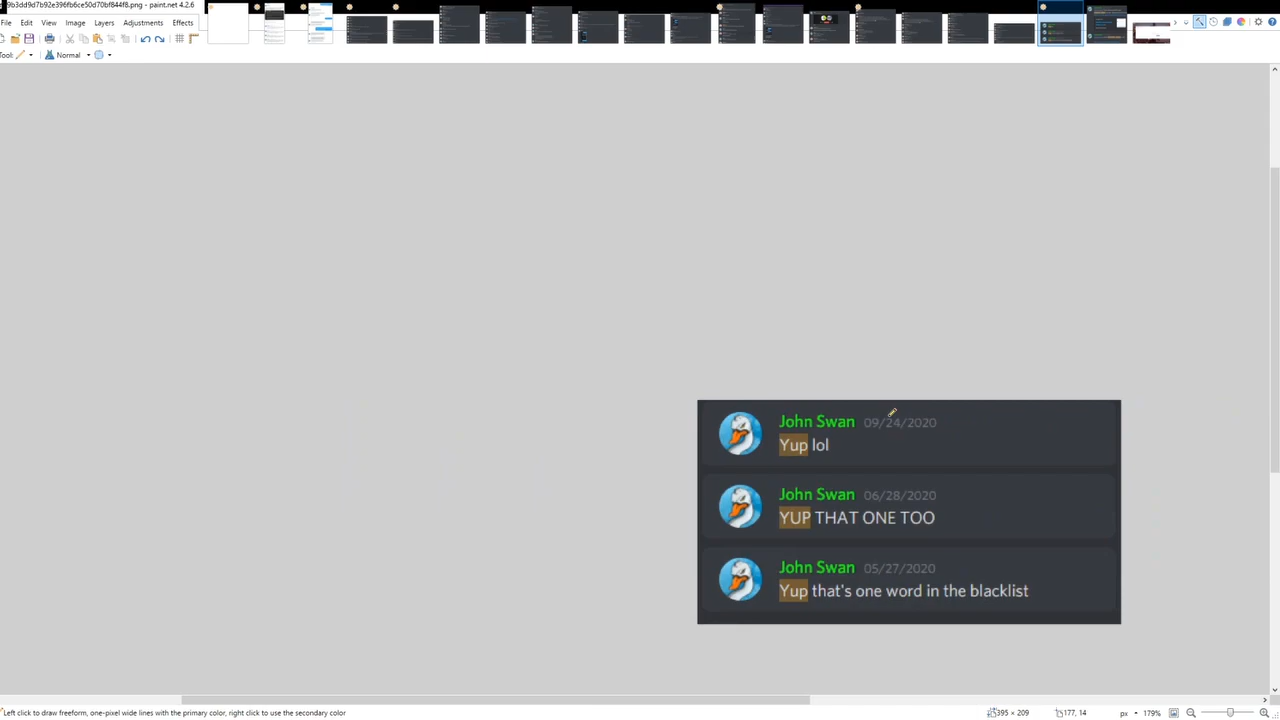 9b3id9d7b92e396fb6ce50d70bf844f8.png - paint.net 4.2.6
File Edit View Image Layers Adjustments Effects
Tool: Normal
John Swan 09/24/2020
Yup lol
John Swan 06/28/2020
YUP THAT ONE TOO
John Swan 05/27/2020
Yup that's one word in the blacklist
Left click to draw freeform, one-pixel wide lines with the primary color, right click to use the secondary color
395 × 209 177, 14 px 179%